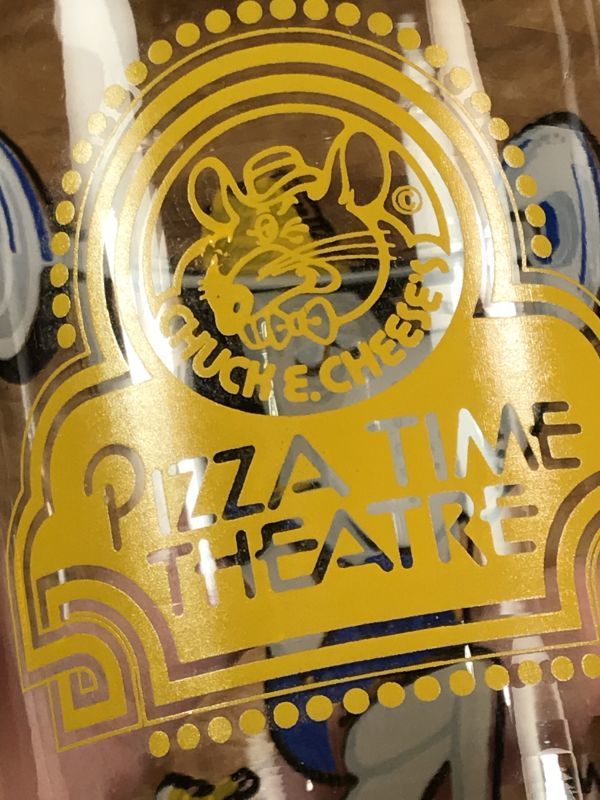 ©
CHUCK E. CHEESE'S
PIZZA TIME
THEATRE